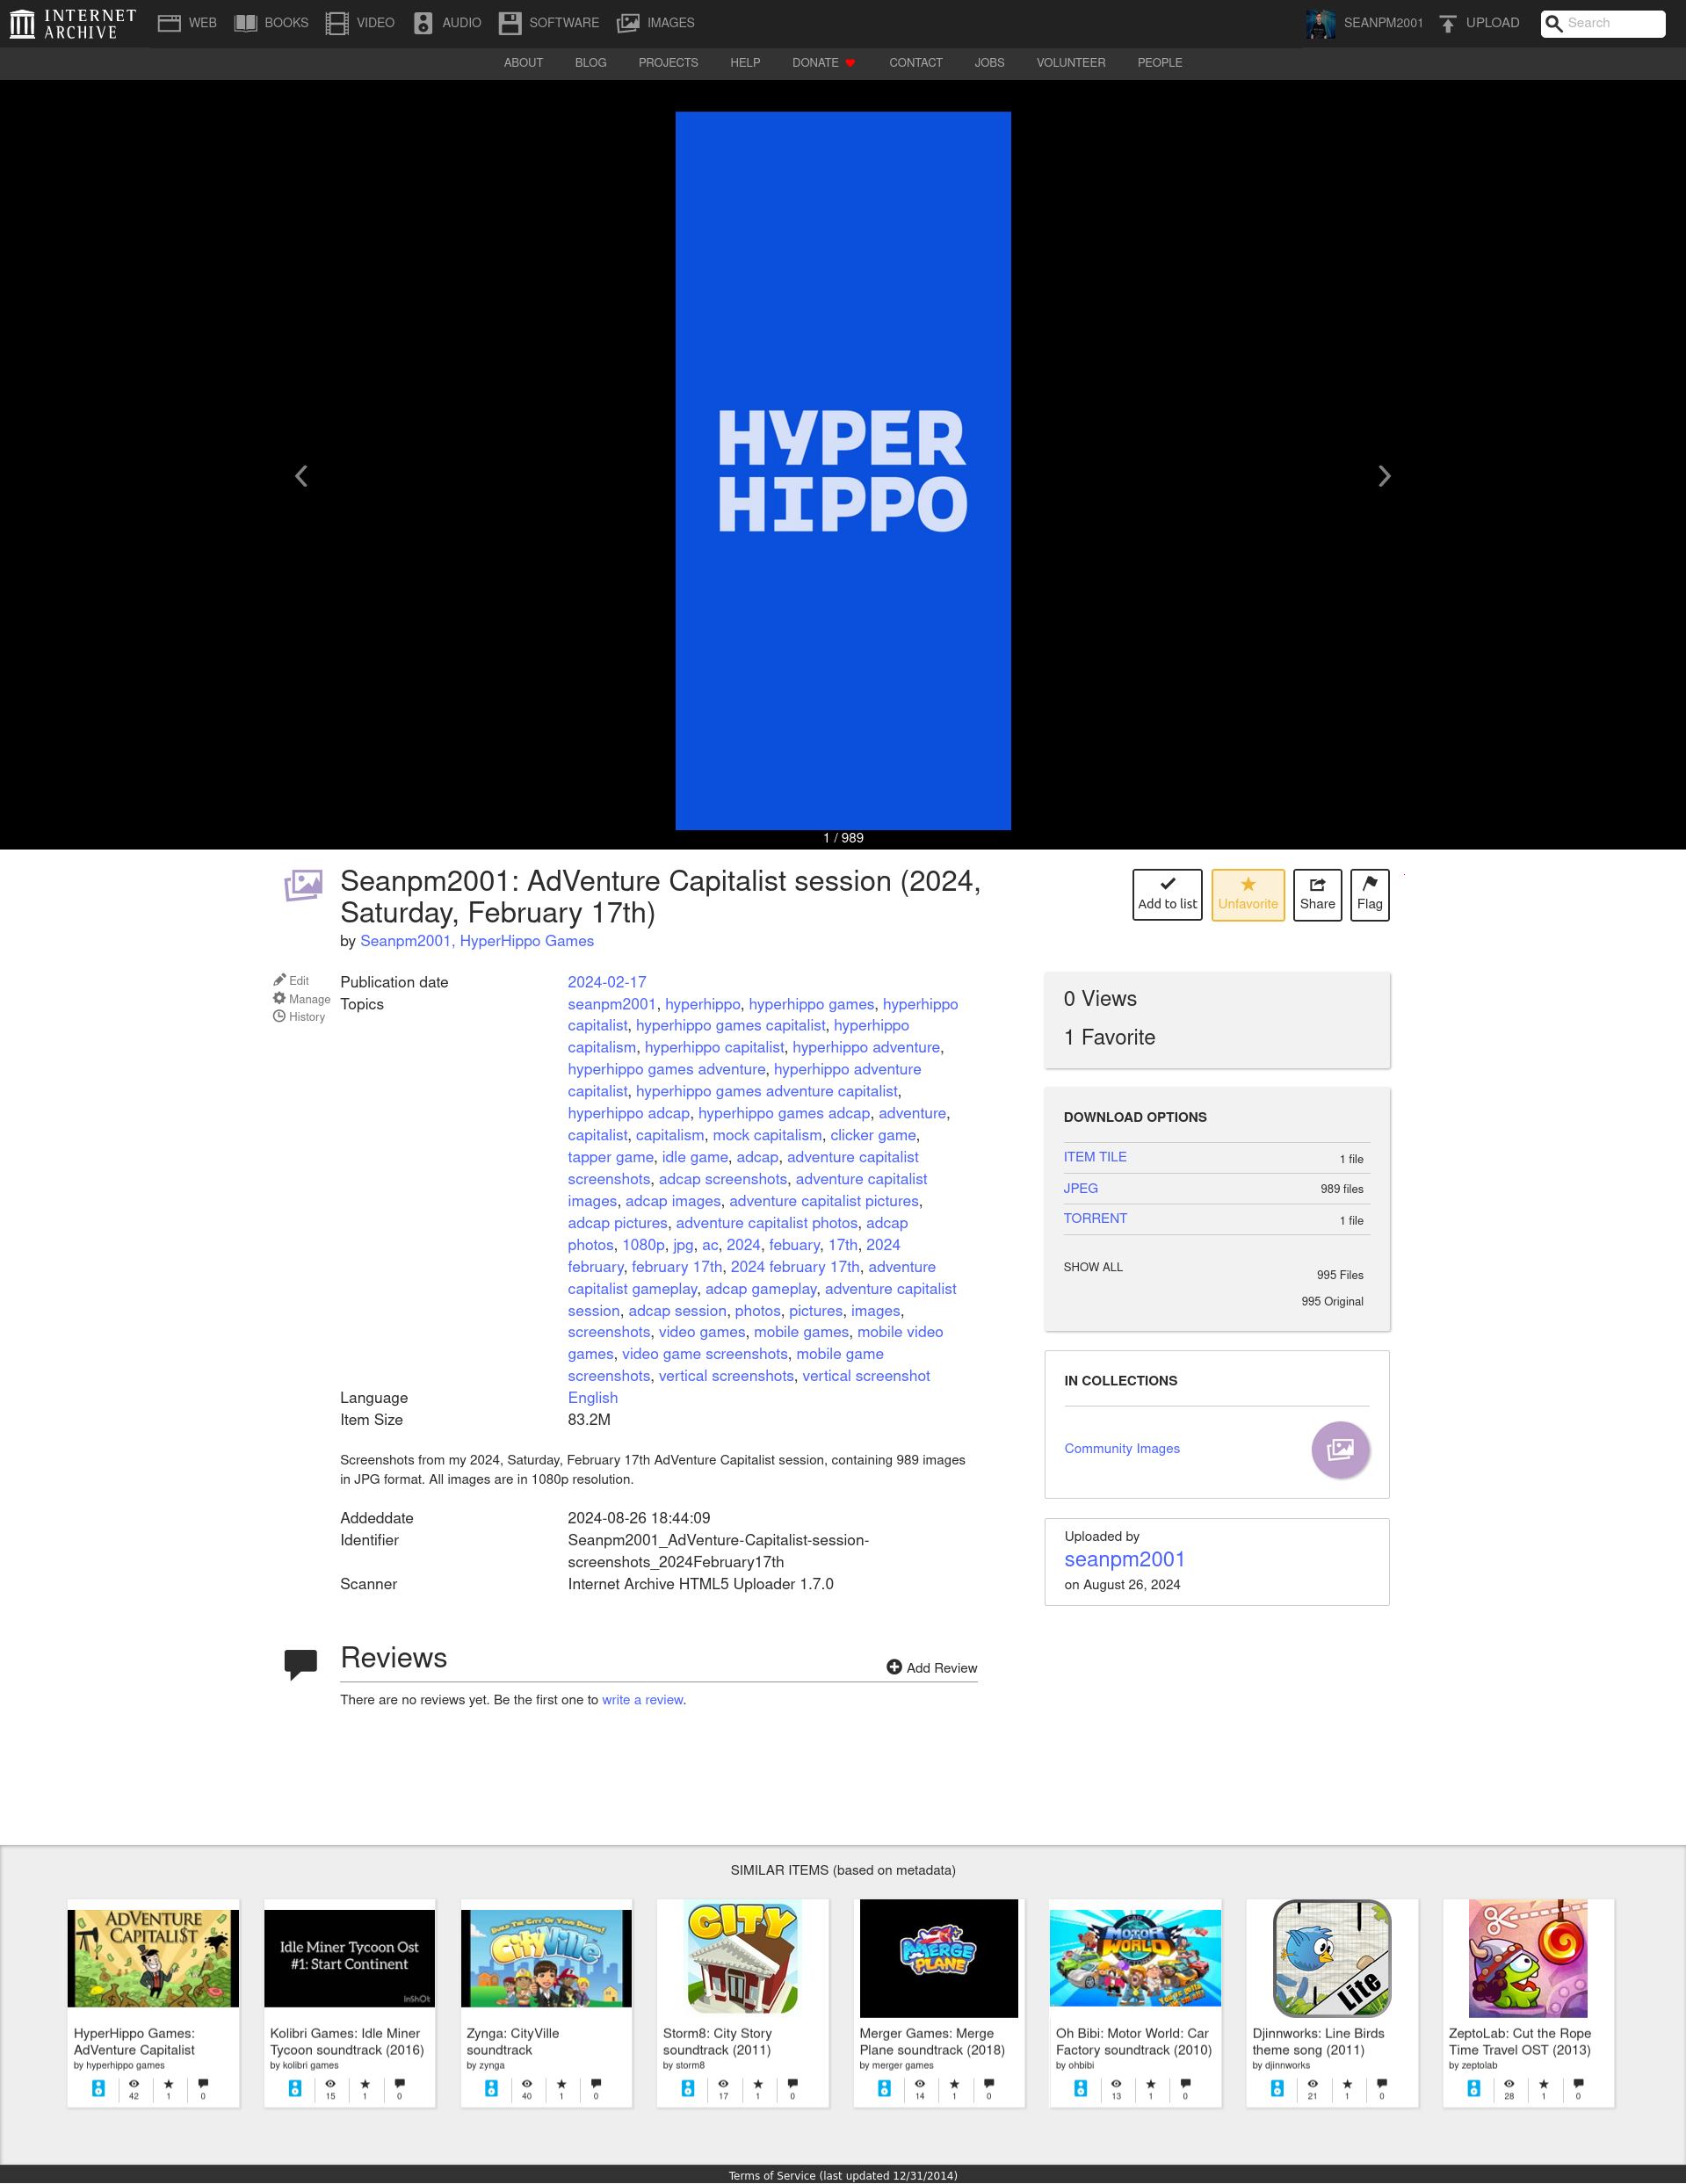 INTERNET ARCHIVE
WEB BOOKS VIDEO AUDIO SOFTWARE IMAGES SEANPM2001 UPLOAD Search
ABOUT BLOG PROJECTS HELP DONATE CONTACT JOBS VOLUNTEER PEOPLE
HYPER
HIPPO
1 / 989
Seanpm2001: AdVenture Capitalist session (2024,
Saturday, February 17th)
by Seanpm2001, HyperHippo Games
Add to list
Unfavorite
Share
Flag
Edit
Manage
History
Publication date 2024-02-17
Topics seanpm2001, hyperhippo, hyperhippo games, hyperhippo
capitalist, hyperhippo games capitalist, hyperhippo
capitalism, hyperhippo capitalist, hyperhippo adventure,
hyperhippo games adventure, hyperhippo adventure
capitalist, hyperhippo games adventure capitalist,
hyperhippo adcap, hyperhippo games adcap, adventure,
capitalist, capitalism, mock capitalism, clicker game,
tapper game, idle game, adcap, adventure capitalist
screenshots, adcap screenshots, adventure capitalist
images, adcap images, adventure capitalist pictures,
adcap pictures, adventure capitalist photos, adcap
photos, 1080p, jpg, ac, 2024, febuary, 17th, 2024
february, february 17th, 2024 february 17th, adventure
capitalist gameplay, adcap gameplay, adventure capitalist
session, adcap session, photos, pictures, images,
screenshots, video games, mobile games, mobile video
games, video game screenshots, mobile game
screenshots, vertical screenshots, vertical screenshot
Language English
Item Size 83.2M
Screenshots from my 2024, Saturday, February 17th AdVenture Capitalist session, containing 989 images
in JPG format. All images are in 1080p resolution.
Addeddate 2024-08-26 18:44:09
Identifier Seanpm2001_AdVenture-Capitalist-session-
screenshots_2024February17th
Scanner Internet Archive HTML5 Uploader 1.7.0
0 Views
1 Favorite
DOWNLOAD OPTIONS
ITEM TILE 1 file
JPEG 989 files
TORRENT 1 file
SHOW ALL 995 Files
995 Original
IN COLLECTIONS
Community Images
Uploaded by
seanpm2001
on August 26, 2024
Reviews
Add Review
There are no reviews yet. Be the first one to write a review.
SIMILAR ITEMS (based on metadata)
ADVENTURE
CAPITALI$T
HyperHippo Games:
AdVenture Capitalist
by hyperhippo games
42 1 0
Idle Miner Tycoon Ost
#1: Start Continent
InShOt
Kolibri Games: Idle Miner
Tycoon soundtrack (2016)
by kolibri games
15 1 0
Build The City Of Your Dreams!
CityVille
Zynga: CityVille
soundtrack
by zynga
40 1 0
CITY
Storm8: City Story
soundtrack (2011)
by storm8
17 1 0
MERGE
PLANE
Merger Games: Merge
Plane soundtrack (2018)
by merger games
14 1 0
MOTOR
WORLD
Oh Bibi: Motor World: Car
Factory soundtrack (2010)
by ohbibi
13 1 0
Lite
Djinnworks: Line Birds
theme song (2011)
by djinnworks
21 1 0
ZeptoLab: Cut the Rope
Time Travel OST (2013)
by zeptolab
28 1 0
Terms of Service (last updated 12/31/2014)